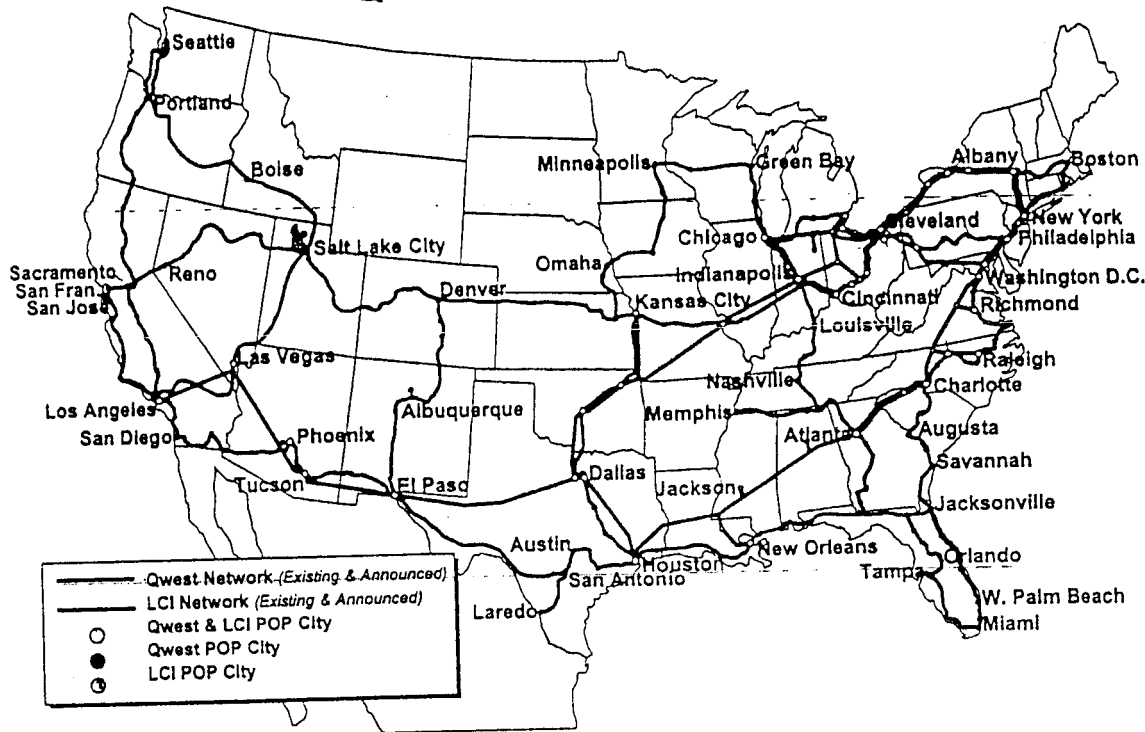 Seattle
Portland
Boise
Minneapolis
Green Bay
Albany
Boston
Salt Lake City
Cleveland
New York
Chicago
Philadelphia
Sacramento
Reno
Omaha
Indianapolis
Washington D.C.
San Fran.
San Jose
Denver
Kansas City
Cincinnati
Richmond
Louisville
Las Vegas
Raleigh
Nashville
Charlotte
Los Angeles
Albuquerque
Memphis
San Diego
Phoenix
Atlanta
Augusta
Savannah
Tucson
El Paso
Dallas
Jackson
Jacksonville
Austin
New Orleans
Orlando
Houston
San Antonio
Tampa
Laredo
W. Palm Beach
Miami
Qwest Network (Existing & Announced)
LCI Network (Existing & Announced)
Qwest & LCI POP City
Qwest POP City
LCI POP City